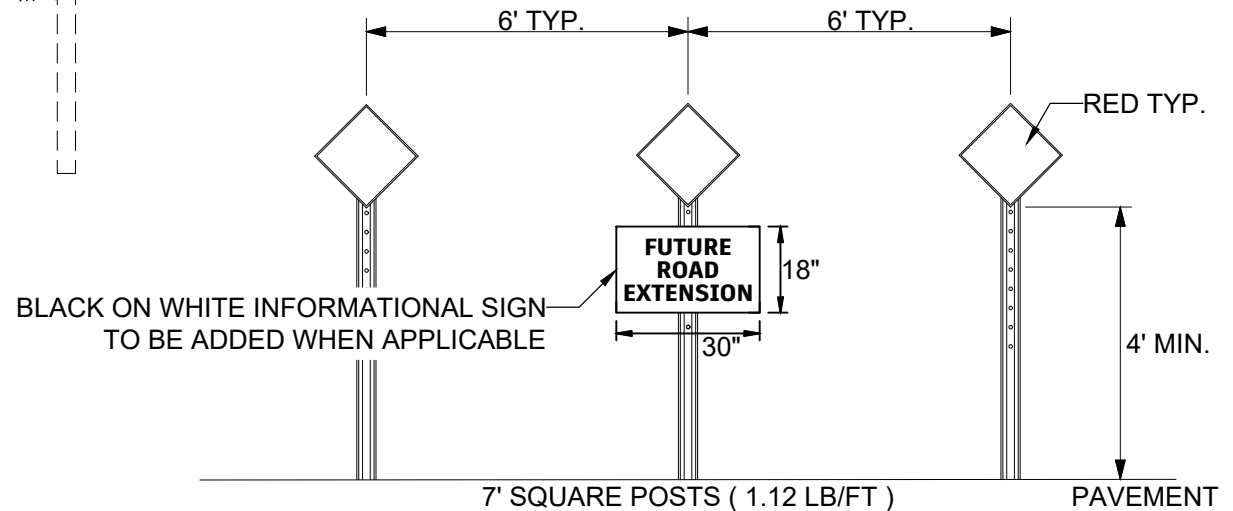 6' TYP.
6' TYP.
RED TYP.
FUTURE
ROAD
EXTENSION
18"
BLACK ON WHITE INFORMATIONAL SIGN
TO BE ADDED WHEN APPLICABLE
30"
4' MIN.
7' SQUARE POSTS ( 1.12 LB/FT )
PAVEMENT